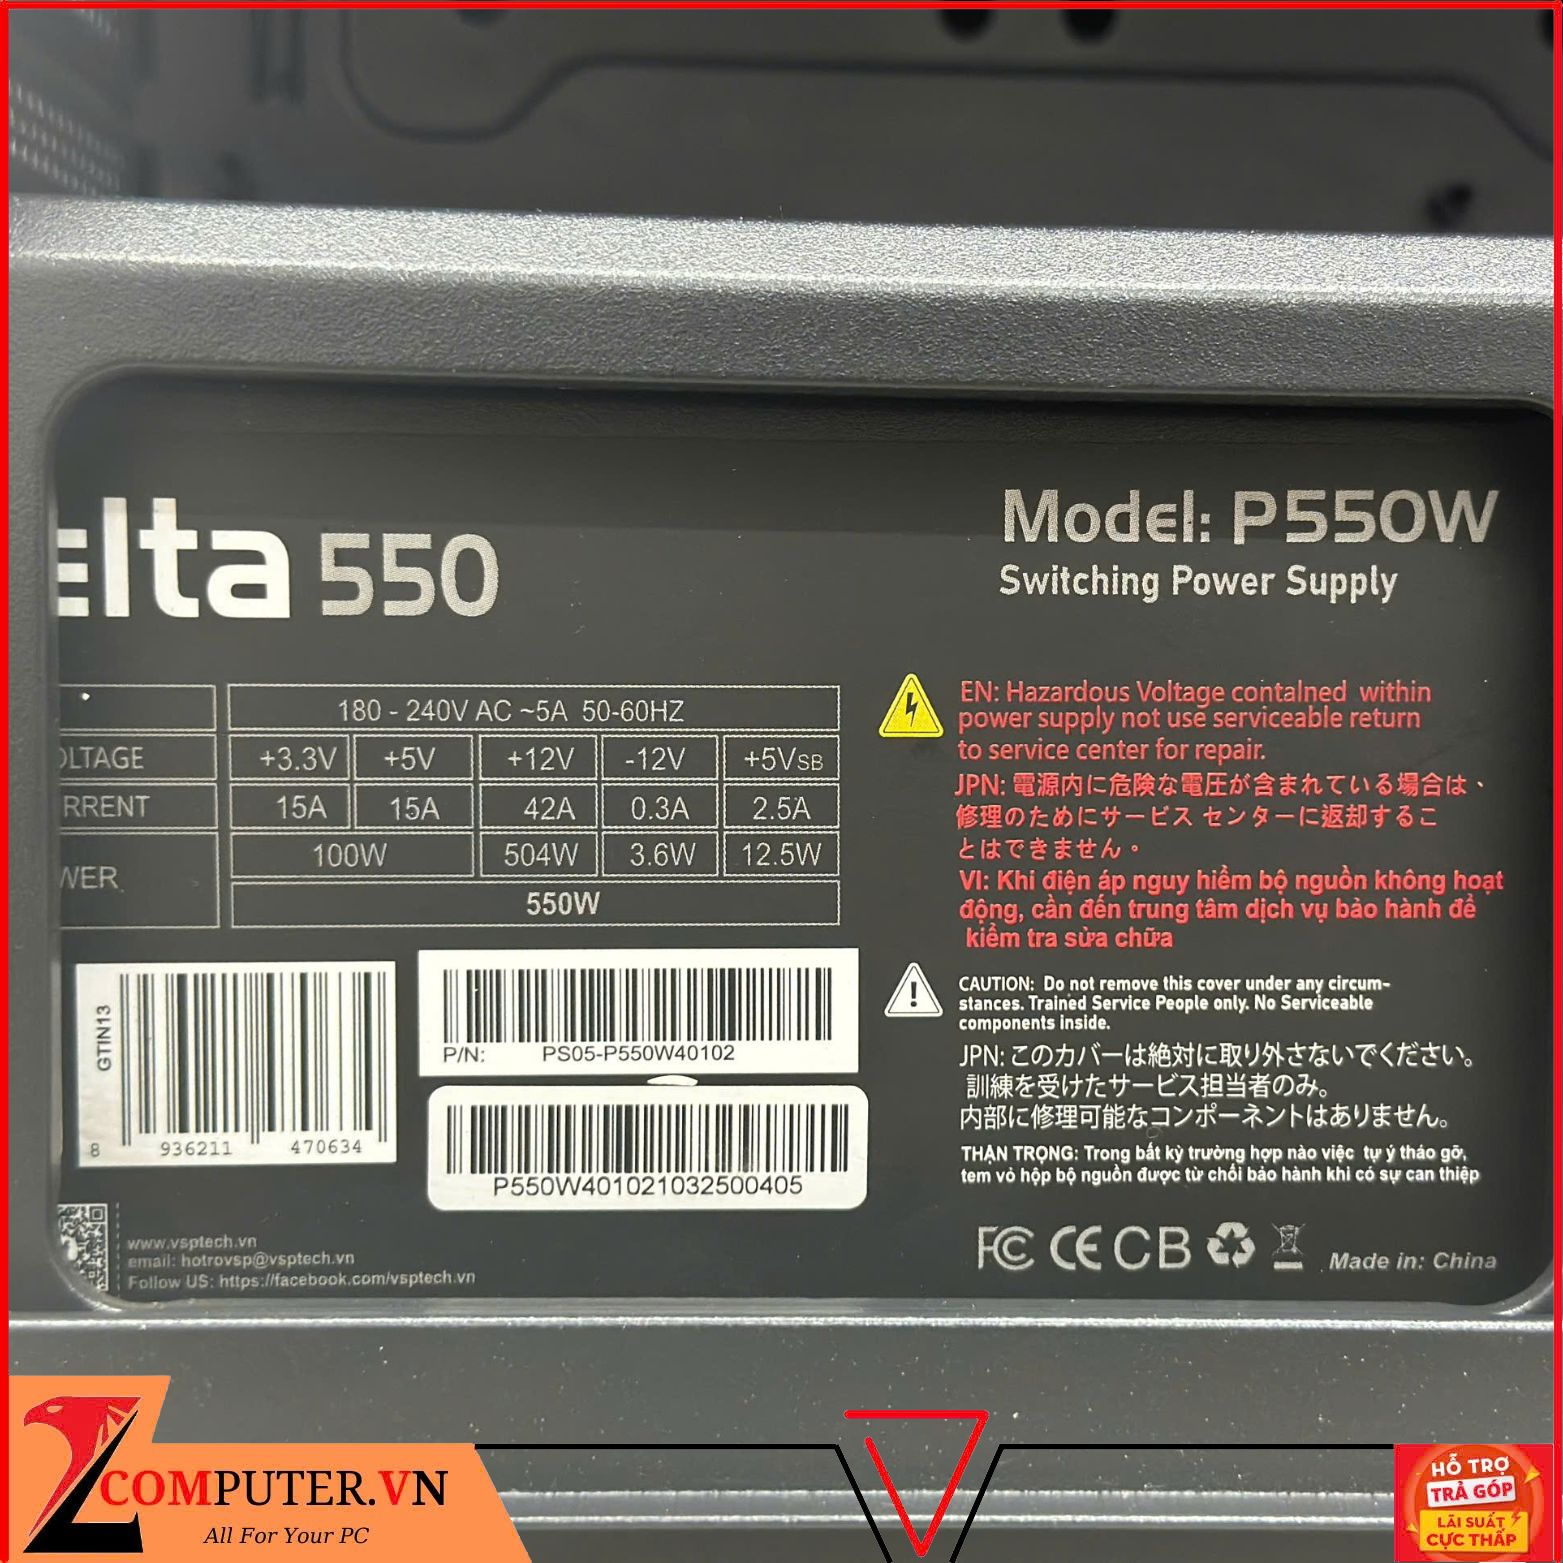 elta 550
Model: P550W
Switching Power Supply
180 - 240V AC ~5A 50-60HZ
OLTAGE +3.3V +5V +12V -12V +5VSB
RRENT 15A 15A 42A 0.3A 2.5A
WER 100W 504W 3.6W 12.5W
550W
EN: Hazardous Voltage contalned within
power supply not use serviceable return
to service center for repair.
JPN: 電源内に危険な電圧が含まれている場合は、
修理のためにサービス センターに返却するこ
とはできません。
VI: Khi điện áp nguy hiểm bộ nguồn không hoạt
động, cần đến trung tâm dịch vụ bảo hành để
kiểm tra sửa chữa
CAUTION: Do not remove this cover under any circum-
stances. Trained Service People only. No Serviceable
components inside.
JPN: このカバーは絶対に取り外さないでください。
訓練を受けたサービス担当者のみ。
内部に修理可能なコンポーネントはありません。
THẬN TRỌNG: Trong bất kỳ trường hợp nào việc tự ý tháo gỡ,
tem vỏ hộp bộ nguồn được từ chối bảo hành khi có sự can thiệp
GTIN13
8 936211 470634
P/N: PS05-P550W40102
P550W401021032500405
www.vsptech.vn
email: hotrovsp@vsptech.vn
Follow US: https://facebook.com/vsptech.vn
FC CE CB Made in: China
COMPUTER.VN
All For Your PC
HỖ TRỢ
TRẢ GÓP
LÃI SUẤT
CỰC THẤP